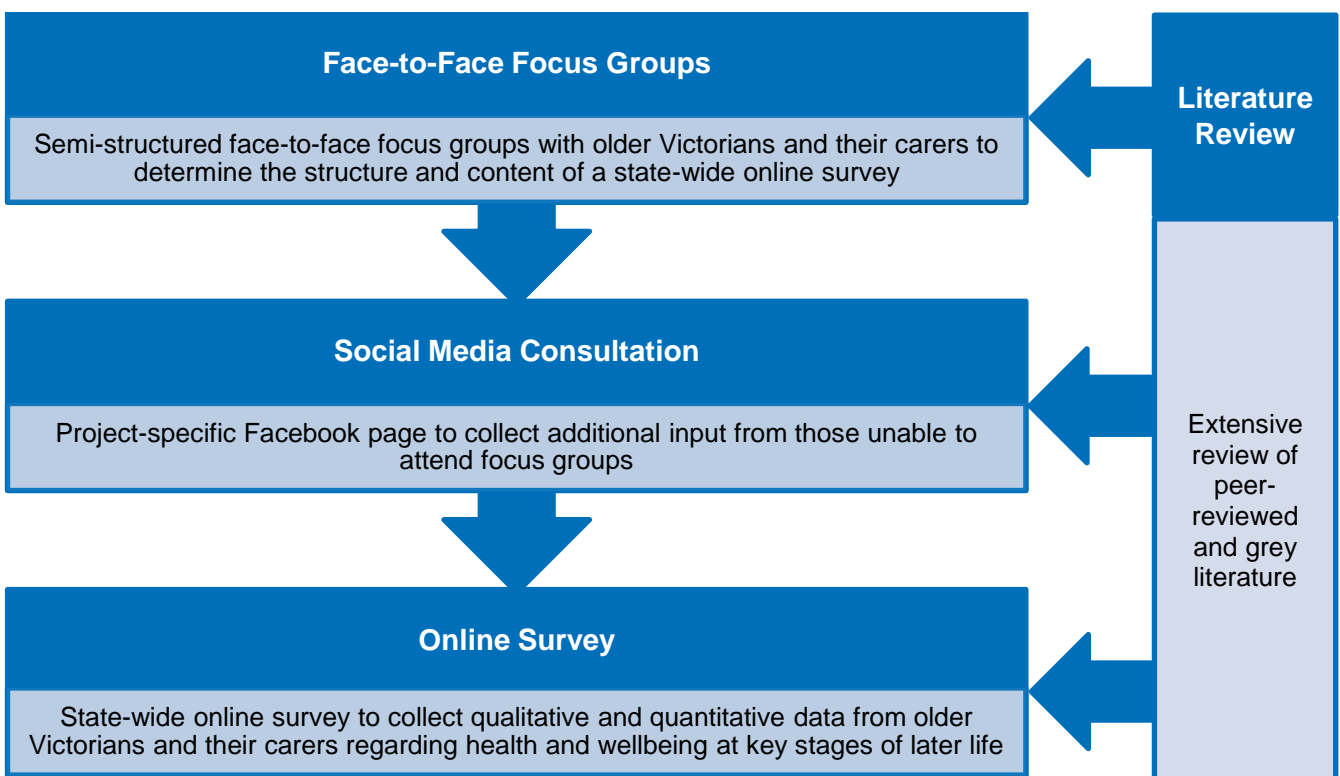 Face-to-Face Focus Groups
Semi-structured face-to-face focus groups with older Victorians and their carers to
determine the structure and content of a state-wide online survey
Social Media Consultation
Project-specific Facebook page to collect additional input from those unable to
attend focus groups
Online Survey
State-wide online survey to collect qualitative and quantitative data from older
Victorians and their carers regarding health and wellbeing at key stages of later life
Literature
Review
Extensive
review of
peer-
reviewed
and grey
literature